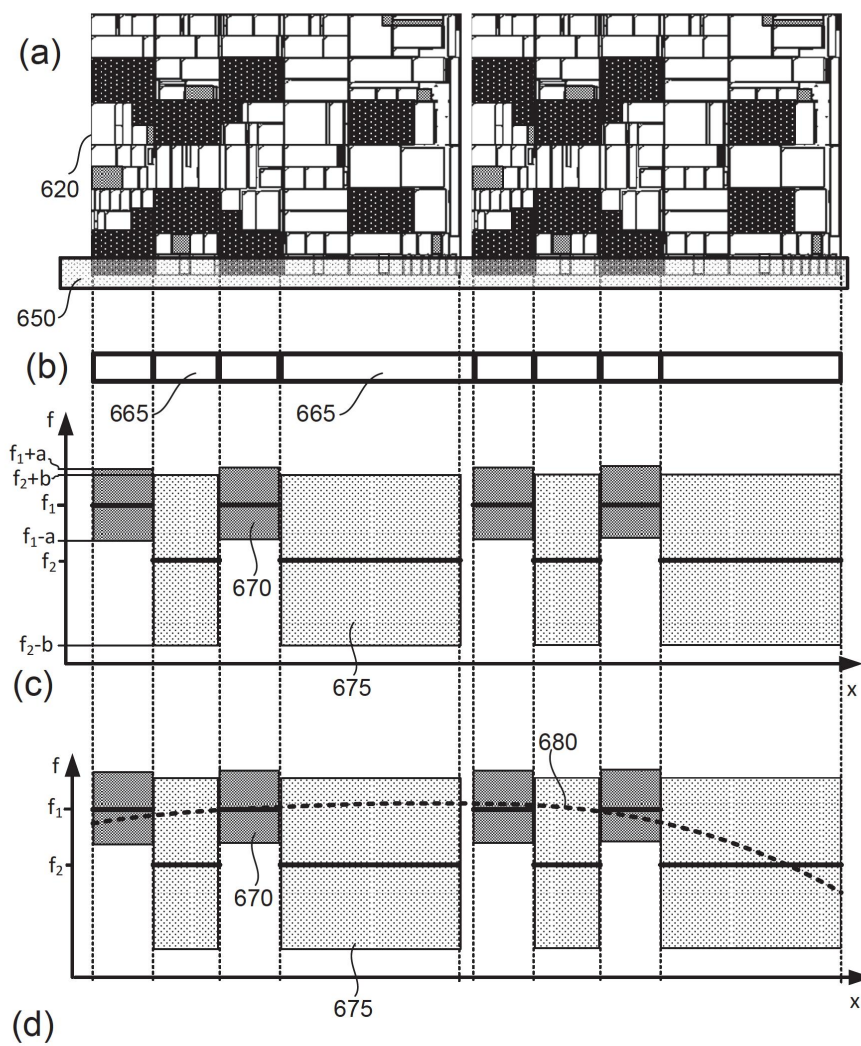 (a)
620
650
(b)
665 665
f
f₁+a
f₂+b
f₁
f₁-a
f₂
f₂-b
670
675
x
(c)
680
f
f₁
f₂
670
675
x
(d)